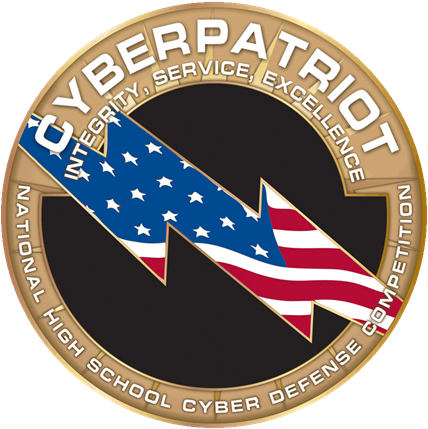 CYBERPATRIOT
INTEGRITY, SERVICE, EXCELLENCE
NATIONAL HIGH SCHOOL CYBER DEFENSE COMPETITION